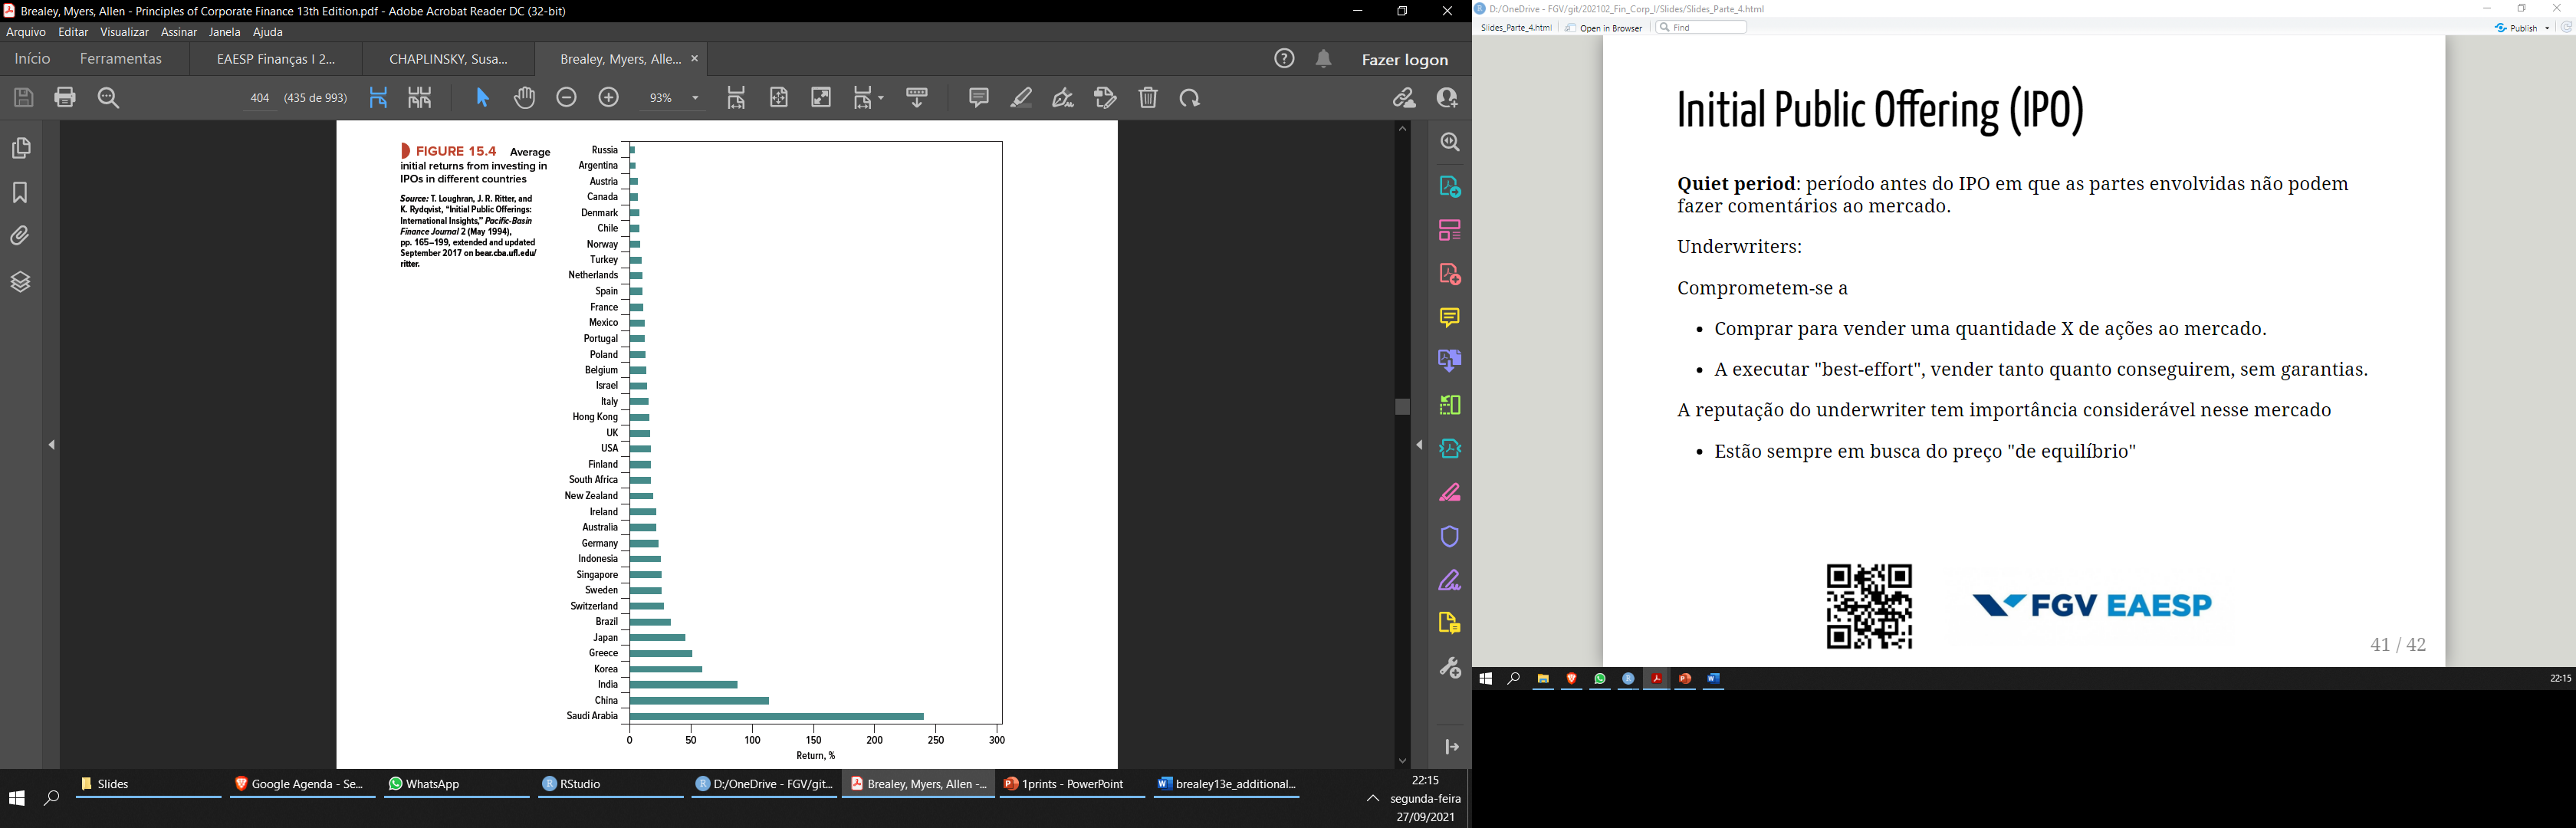 Brealey, Myers, Allen - Principles of Corporate Finance 13th Edition.pdf - Adobe Acrobat Reader DC (32-bit)
Arquivo Editar Visualizar Assinar Janela Ajuda
Início Ferramentas EAESP Finanças I 2... CHAPLINSKY, Susa... Brealey, Myers, Alle... × Fazer logon
404 (435 de 993) 93%
FIGURE 15.4 Average
initial returns from investing in
IPOs in different countries
Source: T. Loughran, J. R. Ritter, and
K. Rydqvist, “Initial Public Offerings:
International Insights,” Pacific-Basin
Finance Journal 2 (May 1994),
pp. 165–199, extended and updated
September 2017 on bear.cba.ufl.edu/
ritter.
Russia
Argentina
Austria
Canada
Denmark
Chile
Norway
Turkey
Netherlands
Spain
France
Mexico
Portugal
Poland
Belgium
Israel
Italy
Hong Kong
UK
USA
Finland
South Africa
New Zealand
Ireland
Australia
Germany
Indonesia
Singapore
Sweden
Switzerland
Brazil
Japan
Greece
Korea
India
China
Saudi Arabia
0 50 100 150 200 250 300
Return, %
Slides Google Agenda - Se... WhatsApp RStudio D:/OneDrive - FGV/git... Brealey, Myers, Allen -... 1prints - PowerPoint brealey13e_additional...
22:15
segunda-feira
27/09/2021
D:/OneDrive - FGV/git/202102_Fin_Corp_I/Slides/Slides_Parte_4.html
Slides_Parte_4.html Open in Browser Find Publish
Initial Public Offering (IPO)
Quiet period: período antes do IPO em que as partes envolvidas não podem
fazer comentários ao mercado.
Underwriters:
Comprometem-se a
• Comprar para vender uma quantidade X de ações ao mercado.
• A executar "best-effort", vender tanto quanto conseguirem, sem garantias.
A reputação do underwriter tem importância considerável nesse mercado
• Estão sempre em busca do preço "de equilíbrio"
FGV EAESP
41 / 42
22:15